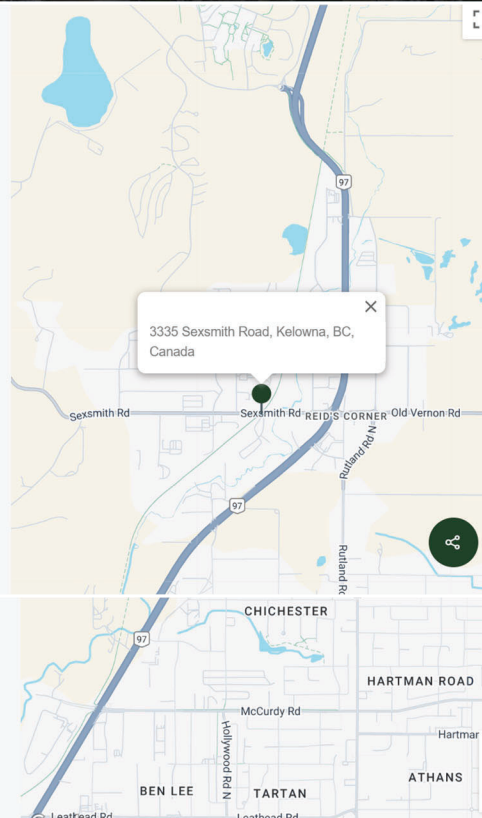 97
3335 Sexsmith Road, Kelowna, BC,
Canada
Sexsmith Rd
Sexsmith Rd
REID'S CORNER
Old Vernon Rd
Rutland Rd N
97
Rutland Rd
CHICHESTER
97
HARTMAN ROAD
McCurdy Rd
Hollywood Rd N
Hartmar
ATHANS
BEN LEE
TARTAN
Leathead Rd
Leathead Rd